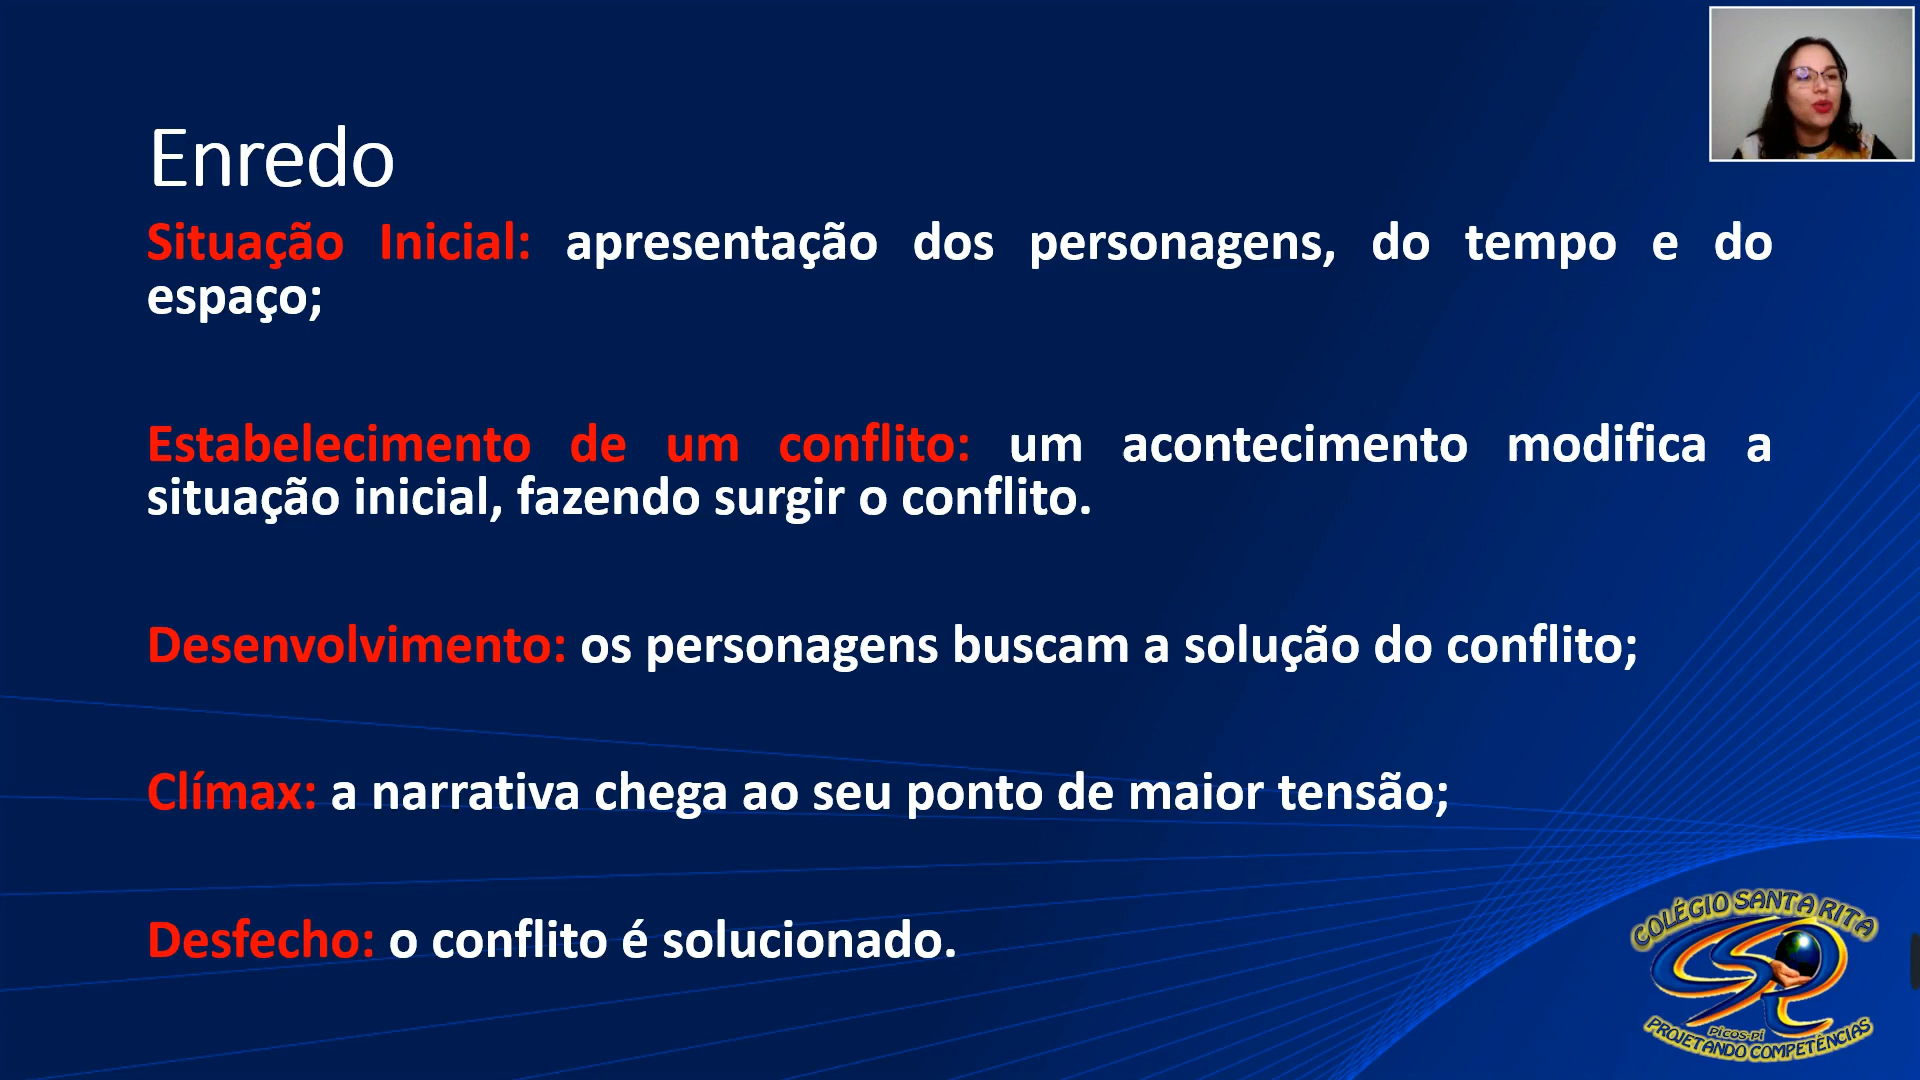 Enredo
Situação Inicial: apresentação dos personagens, do tempo e do
espaço;
Estabelecimento de um conflito: um acontecimento modifica a
situação inicial, fazendo surgir o conflito.
Desenvolvimento: os personagens buscam a solução do conflito;
Clímax: a narrativa chega ao seu ponto de maior tensão;
Desfecho: o conflito é solucionado.
COLÉGIO SANTA RITA
PICOS-PI
PROJETANDO COMPETÊNCIAS